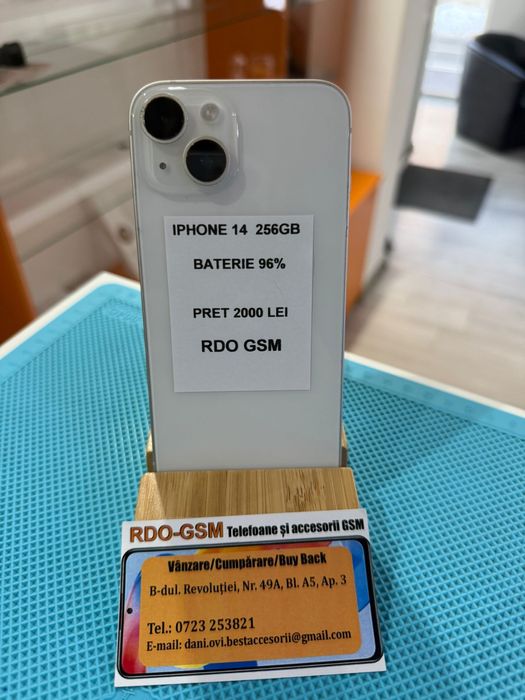 IPHONE 14 256GB
BATERIE 96%
PRET 2000 LEI
RDO GSM
RDO-GSM Telefoane și accesorii GSM
Vânzare/Cumpărare/Buy Back
B-dul. Revoluției, Nr. 49A, Bl. A5, Ap. 3
Tel.: 0723 253821
E-mail: dani.ovi.bestaccesorii@gmail.com